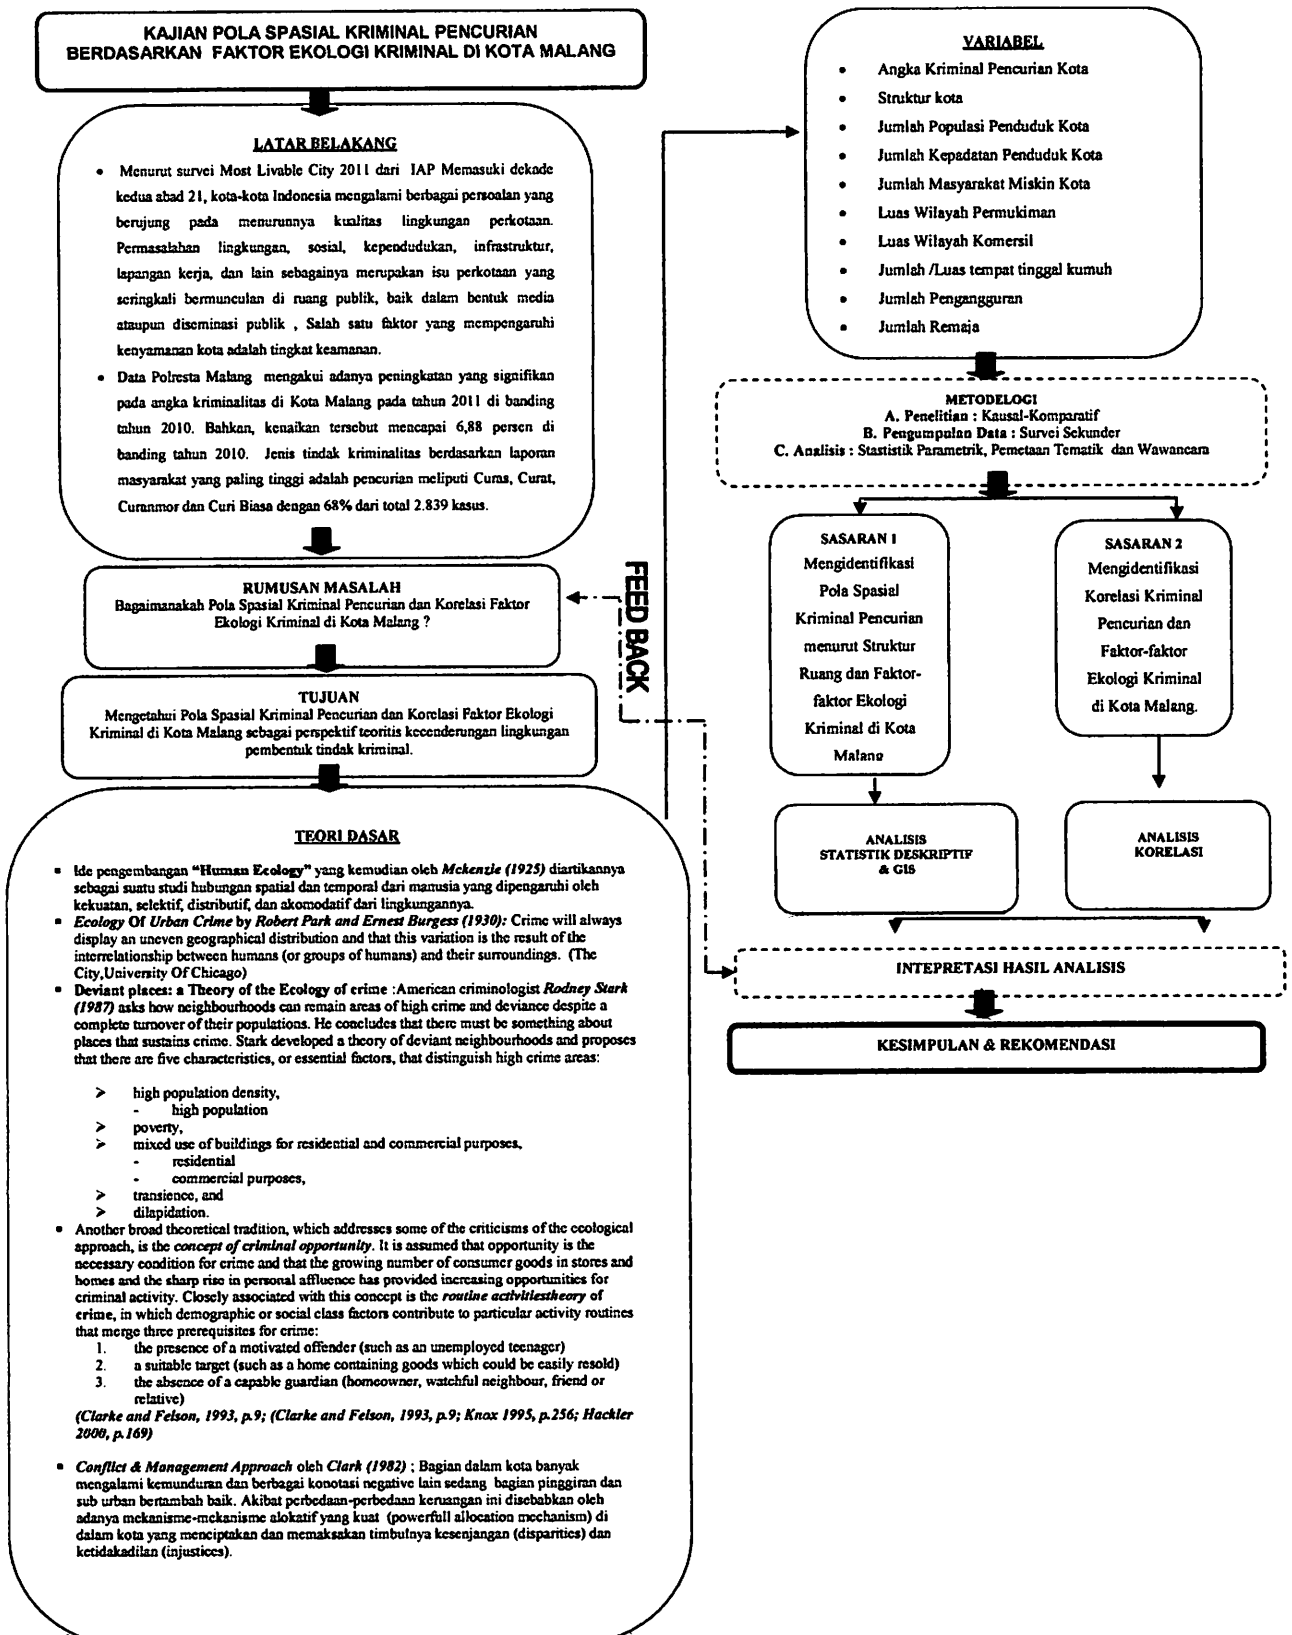 KAJIAN POLA SPASIAL KRIMINAL PENCURIAN
BERDASARKAN FAKTOR EKOLOGI KRIMINAL DI KOTA MALANG
LATAR BELAKANG
• Menurut survei Most Livable City 2011 dari IAP Memasuki dekade
kedua abad 21, kota-kota Indonesia mengalami berbagai persoalan yang
berujung pada menurunnya kualitas lingkungan perkotaan.
Permasalahan lingkungan, sosial, kependudukan, infrastruktur,
lapangan kerja, dan lain sebagainya merupakan isu perkotaan yang
seringkali bermunculan di ruang publik, baik dalam bentuk media
ataupun diseminasi publik , Salah satu faktor yang mempengaruhi
kenyamanan kota adalah tingkat keamanan.
• Data Polresta Malang mengakui adanya peningkatan yang signifikan
pada angka kriminalitas di Kota Malang pada tahun 2011 di banding
tahun 2010. Bahkan, kenaikan tersebut mencapai 6,88 persen di
banding tahun 2010. Jenis tindak kriminalitas berdasarkan laporan
masyarakat yang paling tinggi adalah pencurian meliputi Curas, Curat,
Curanmor dan Curi Biasa dengan 68% dari total 2.839 kasus.
RUMUSAN MASALAH
Bagaimanakah Pola Spasial Kriminal Pencurian dan Korelasi Faktor
Ekologi Kriminal di Kota Malang ?
TUJUAN
Mengetahui Pola Spasial Kriminal Pencurian dan Korelasi Faktor Ekologi
Kriminal di Kota Malang sebagai perspektif teoritis kecenderungan lingkungan
pembentuk tindak kriminal.
TEORI DASAR
▪ Ide pengembangan “Human Ecology” yang kemudian oleh Mckenzie (1925) diartikannya
sebagai suatu studi hubungan spatial dan temporal dari manusia yang dipengaruhi oleh
kekuatan, selektif, distributif, dan akomodatif dari lingkungannya.
▪ Ecology Of Urban Crime by Robert Park and Ernest Burgess (1930): Crime will always
display an uneven geographical distribution and that this variation is the result of the
interrelationship between humans (or groups of humans) and their surroundings. (The
City,University Of Chicago)
▪ Deviant places: a Theory of the Ecology of crime :American criminologist Rodney Stark
(1987) asks how neighbourhoods can remain areas of high crime and deviance despite a
complete turnover of their populations. He concludes that there must be something about
places that sustains crime. Stark developed a theory of deviant neighbourhoods and proposes
that there are five characteristics, or essential factors, that distinguish high crime areas:
➢ high population density,
- high population
➢ poverty,
➢ mixed use of buildings for residential and commercial purposes,
- residential
- commercial purposes,
➢ transience, and
➢ dilapidation.
▪ Another broad theoretical tradition, which addresses some of the criticisms of the ecological
approach, is the concept of criminal opportunity. It is assumed that opportunity is the
necessary condition for crime and that the growing number of consumer goods in stores and
homes and the sharp rise in personal affluence has provided increasing opportunities for
criminal activity. Closely associated with this concept is the routine activitiestheory of
crime, in which demographic or social class factors contribute to particular activity routines
that merge three prerequisites for crime:
1. the presence of a motivated offender (such as an unemployed teenager)
2. a suitable target (such as a home containing goods which could be easily resold)
3. the absence of a capable guardian (homeowner, watchful neighbour, friend or
relative)
(Clarke and Felson, 1993, p.9; (Clarke and Felson, 1993, p.9; Knox 1995, p.256; Hackler
2000, p.169)
▪ Conflict & Management Approach oleh Clark (1982) ; Bagian dalam kota banyak
mengalami kemunduran dan berbagai konotasi negative lain sedang bagian pinggiran dan
sub urban bertambah baik. Akibat perbedaan-perbedaan keruangan ini disebabkan oleh
adanya mekanisme-mekanisme alokatif yang kuat (powerfull allocation mechanism) di
dalam kota yang menciptakan dan memaksakan timbulnya kesenjangan (disparities) dan
ketidakadilan (injustices).
FEED BACK
VARIABEL
• Angka Kriminal Pencurian Kota
• Struktur kota
• Jumlah Populasi Penduduk Kota
• Jumlah Kepadatan Penduduk Kota
• Jumlah Masyarakat Miskin Kota
• Luas Wilayah Permukiman
• Luas Wilayah Komersil
• Jumlah /Luas tempat tinggal kumuh
• Jumlah Pengangguran
• Jumlah Remaja
METODELOGI
A. Penelitian : Kausal-Komparatif
B. Pengumpulan Data : Survei Sekunder
C. Analisis : Stastistik Parametrik, Pemetaan Tematik dan Wawancara
SASARAN 1
Mengidentifikasi
Pola Spasial
Kriminal Pencurian
menurut Struktur
Ruang dan Faktor-
faktor Ekologi
Kriminal di Kota
Malang
SASARAN 2
Mengidentifikasi
Korelasi Kriminal
Pencurian dan
Faktor-faktor
Ekologi Kriminal
di Kota Malang.
ANALISIS
STATISTIK DESKRIPTIF
& GIS
ANALISIS
KORELASI
INTEPRETASI HASIL ANALISIS
KESIMPULAN & REKOMENDASI